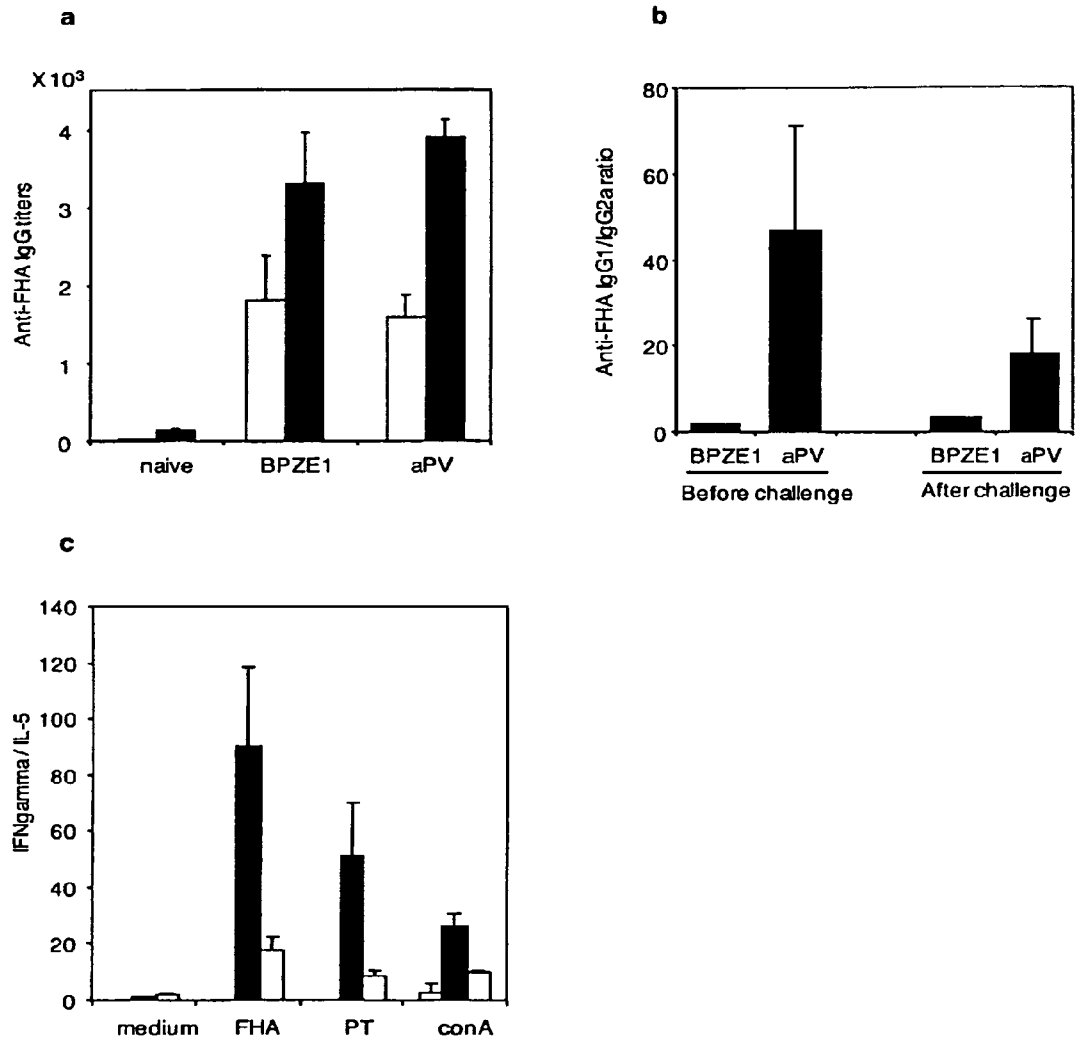 a
X 10³
4
3
2
1
0
Anti-FHA IgG titers
naive BPZE1 aPV
b
80
60
40
20
0
Anti-FHA IgG1/IgG2a ratio
BPZE1 aPV BPZE1 aPV
Before challenge After challenge
c
140
120
100
80
60
40
20
0
IFNgamma / IL-5
medium FHA PT conA